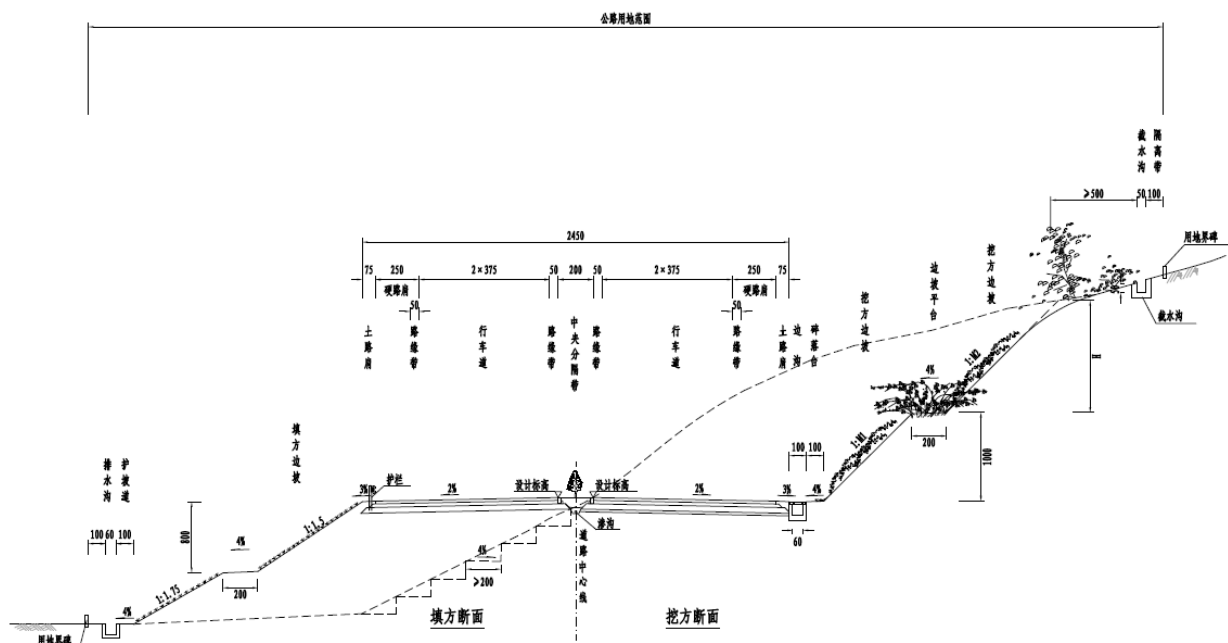 公路用地范围
截水沟
隔离带
≥500
50
100
用地界碑
2450
75
250
2×375
50
200
50
2×375
250
75
硬路肩
硬路肩
50
50
土路肩
路缘带
行车道
路缘带
中央分隔带
路缘带
行车道
路缘带
土路肩
边沟
碎落台
挖方边坡
边坡平台
挖方边坡
截水沟
1:M2
H
4%
200
1:M1
1000
100
100
填方边坡
排水沟
护坡道
护栏
3%
2%
设计标高
设计标高
2%
3%
4%
渗沟
60
1:1.5
800
100
60
100
4%
200
1:1.75
4%
4%
≥200
道路中心线
填方断面
挖方断面
用地界碑